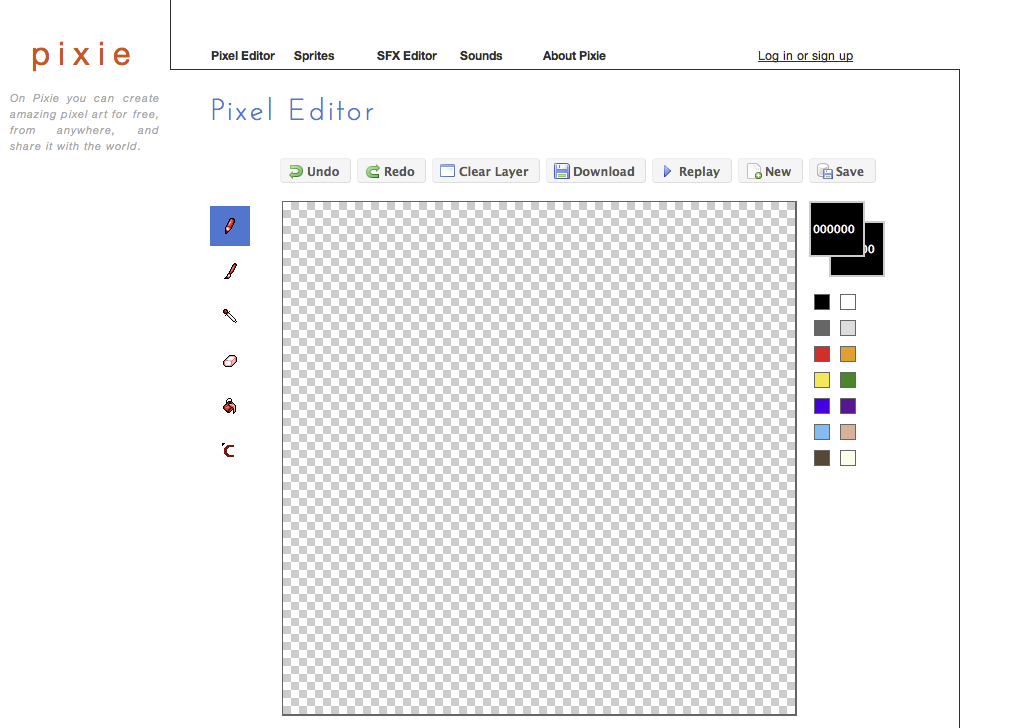 pixie
Pixel Editor Sprites SFX Editor Sounds About Pixie Log in or sign up
On Pixie you can create
amazing pixel art for free,
from anywhere, and
share it with the world.
Pixel Editor
Undo Redo Clear Layer Download Replay New Save
000000
00